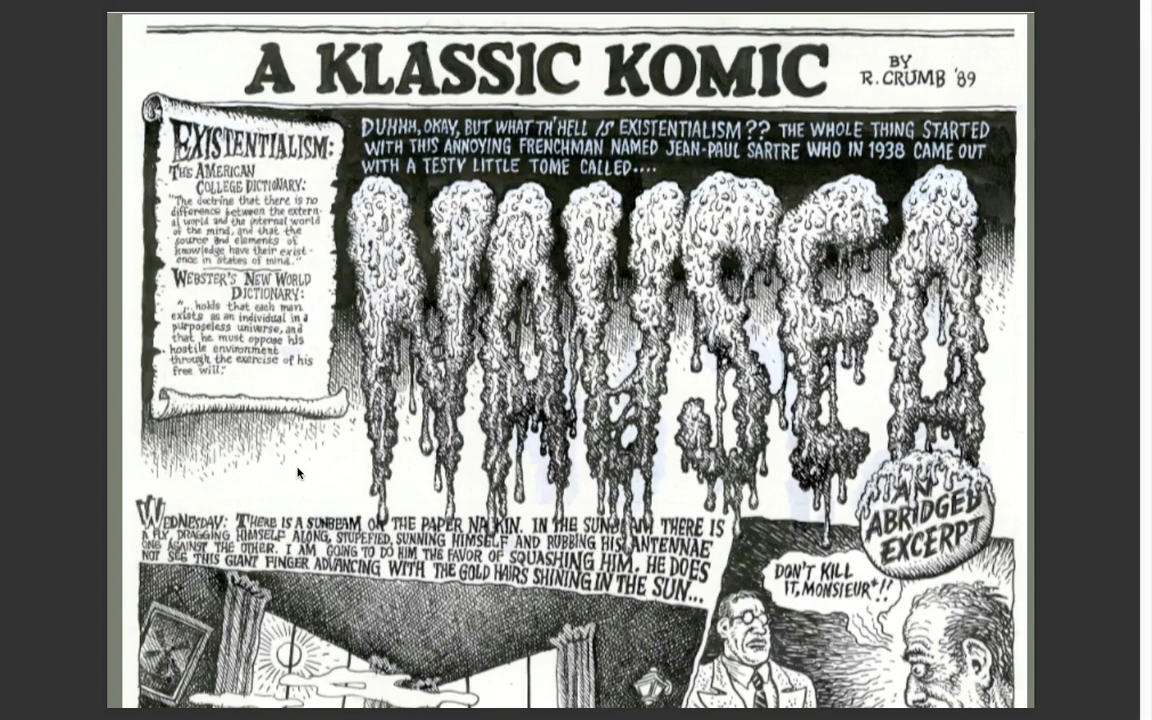 A KLASSIC KOMIC
BY
R. CRUMB '89
EXISTENTIALISM:
THE AMERICAN
COLLEGE DICTIONARY:
"The doctrine that there is no
difference between the extern-
al world and the internal world
of the mind, and that the
source and elements of
knowledge have their exist-
ence in states of mind."
WEBSTER'S NEW WORLD
DICTIONARY:
"...holds that each man
exists as an individual in a
purposeless universe, and
that he must oppose his
hostile environment
through the exercise of his
free will."
DUHHH, OKAY, BUT WHAT TH' HELL IS EXISTENTIALISM?? THE WHOLE THING STARTED
WITH THIS ANNOYING FRENCHMAN NAMED JEAN-PAUL SARTRE WHO IN 1938 CAME OUT
WITH A TESTY LITTLE TOME CALLED....
NAUSEA
AN
ABRIDGED
EXCERPT
WEDNESDAY: THERE IS A SUNBEAM ON THE PAPER NAPKIN. IN THE SUNBEAM THERE IS
A FLY, DRAGGING HIMSELF ALONG, STUPEFIED, SUNNING HIMSELF AND RUBBING HIS ANTENNAE
ONE AGAINST THE OTHER. I AM GOING TO DO HIM THE FAVOR OF SQUASHING HIM. HE DOES
NOT SEE THIS GIANT FINGER ADVANCING WITH THE GOLD HAIRS SHINING IN THE SUN...
DON'T KILL
IT, MONSIEUR*!!